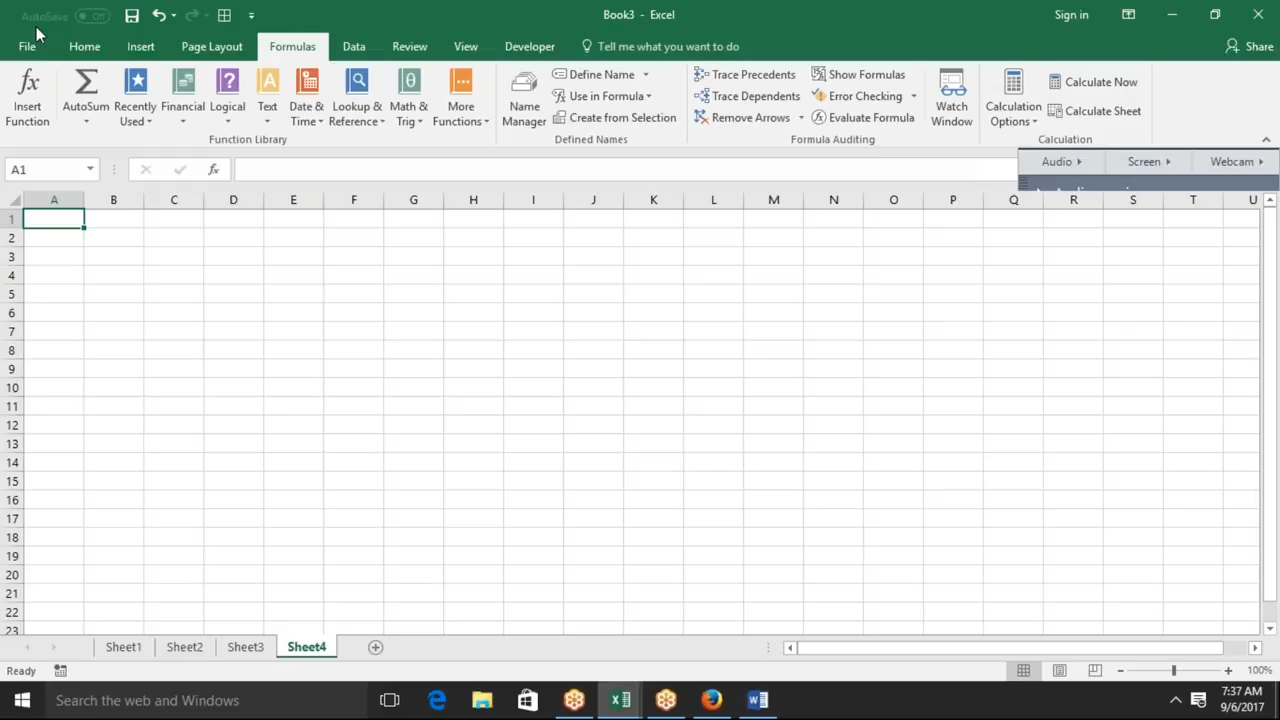 AutoSave Off
Book3 - Excel
Sign in
File Home Insert Page Layout Formulas Data Review View Developer Tell me what you want to do Share
Insert Function
AutoSum
Recently Used
Financial
Logical
Text
Date & Time
Lookup & Reference
Math & Trig
More Functions
Function Library
Name Manager
Define Name
Use in Formula
Create from Selection
Defined Names
Trace Precedents
Trace Dependents
Remove Arrows
Show Formulas
Error Checking
Evaluate Formula
Formula Auditing
Watch Window
Calculation Options
Calculate Now
Calculate Sheet
Calculation
A1
fx
Audio Screen Webcam
A B C D E F G H I J K L M N O P Q R S T U
1
2
3
4
5
6
7
8
9
10
11
12
13
14
15
16
17
18
19
20
21
22
23
Sheet1 Sheet2 Sheet3 Sheet4
Ready
100%
Search the web and Windows
7:37 AM
9/6/2017